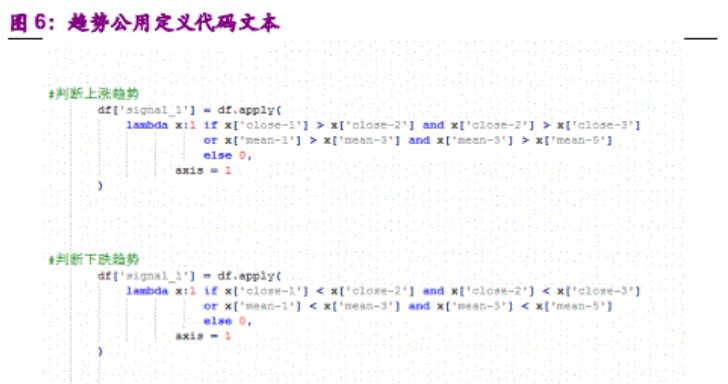 图 6：趋势公用定义代码文本
#判断上涨趋势
df['signal_1'] = df.apply(
lambda x:1 if x['close-1'] > x['close-2'] and x['close-2'] > x['close-3']
or x['mean-1'] > x['mean-3'] and x['mean-3'] > x['mean-5']
else 0,
axis = 1
)
#判断下跌趋势
df['signal_1'] = df.apply(
lambda x:1 if x['close-1'] < x['close-2'] and x['close-2'] < x['close-3']
or x['mean-1'] < x['mean-3'] and x['mean-3'] < x['mean-5']
else 0,
axis = 1
)